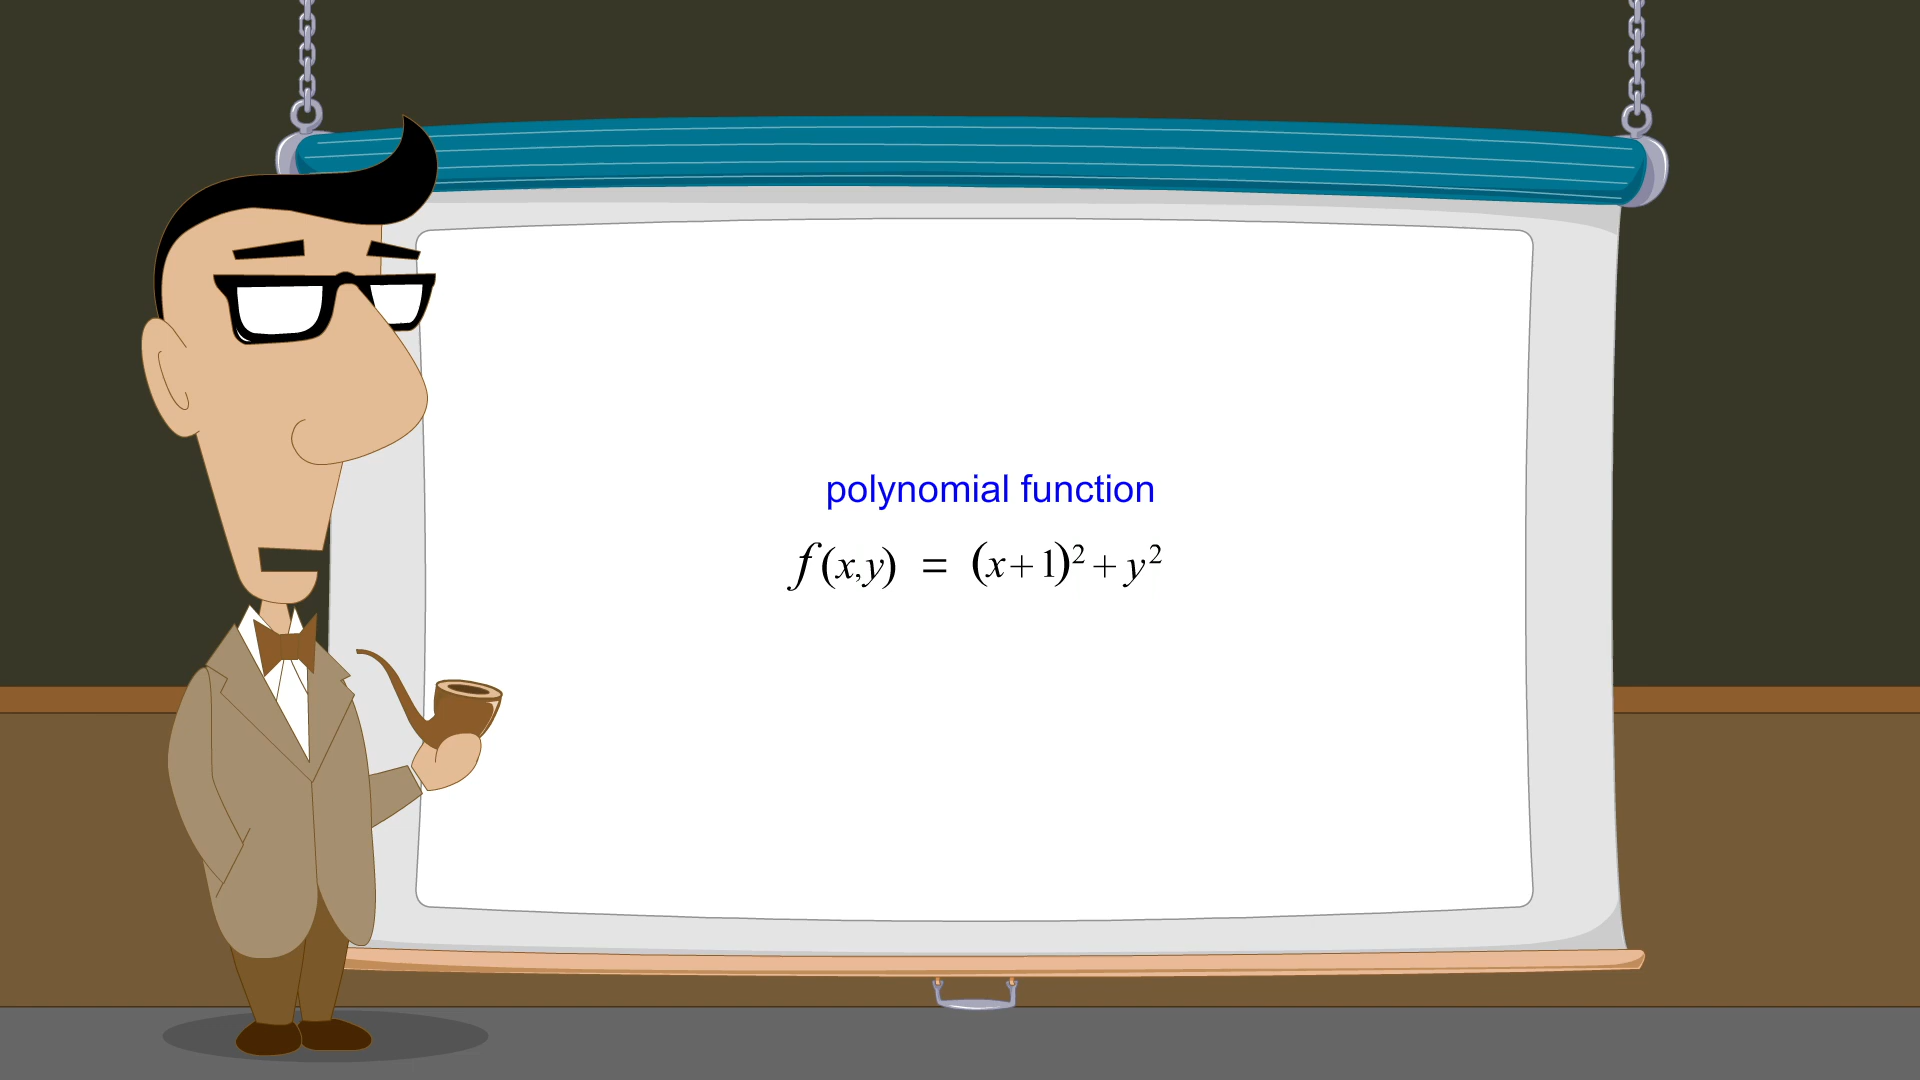 polynomial function
f(x,y) = (x+1)² + y²